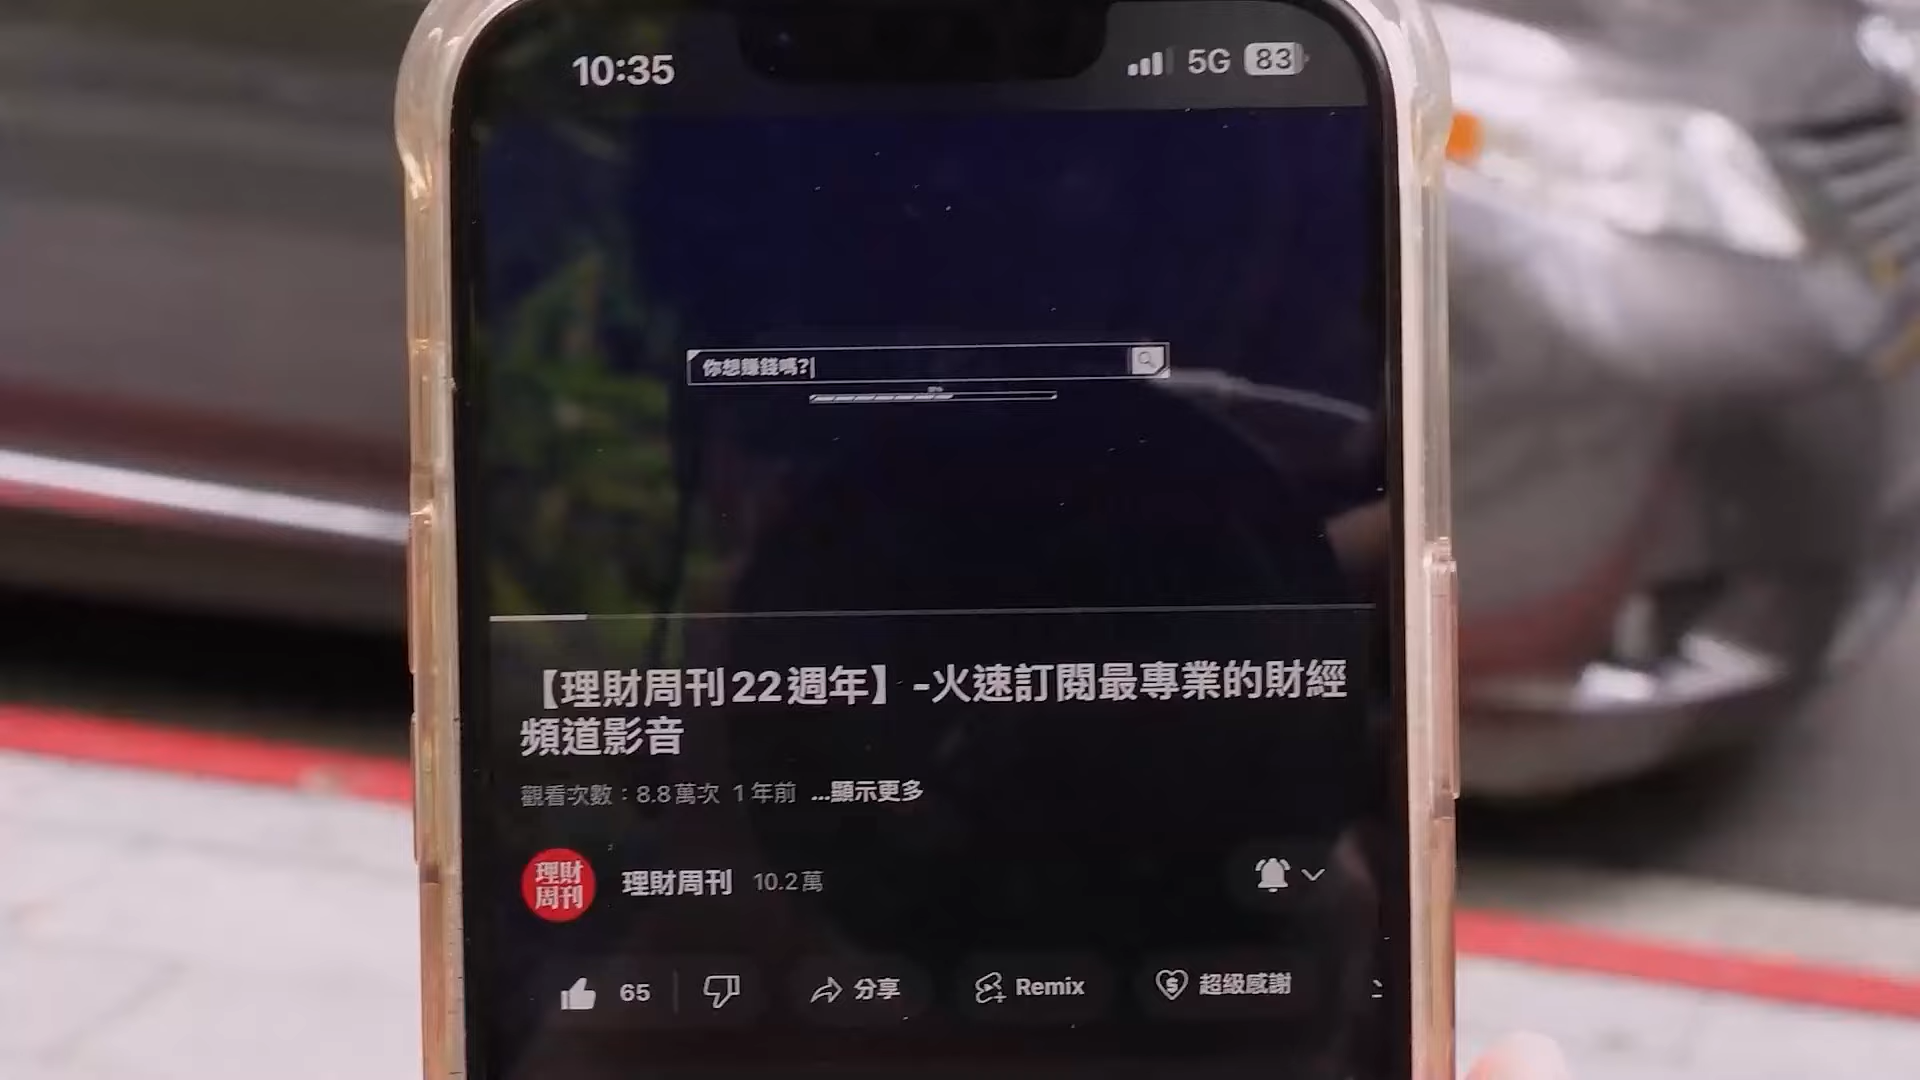 10:35
5G 83
你想賺錢嗎?
【理財周刊22週年】-火速訂閱最專業的財經
頻道影音
觀看次數：8.8萬次 1年前 ...顯示更多
理財
周刊
理財周刊 10.2萬
65
分享
Remix
超級感謝